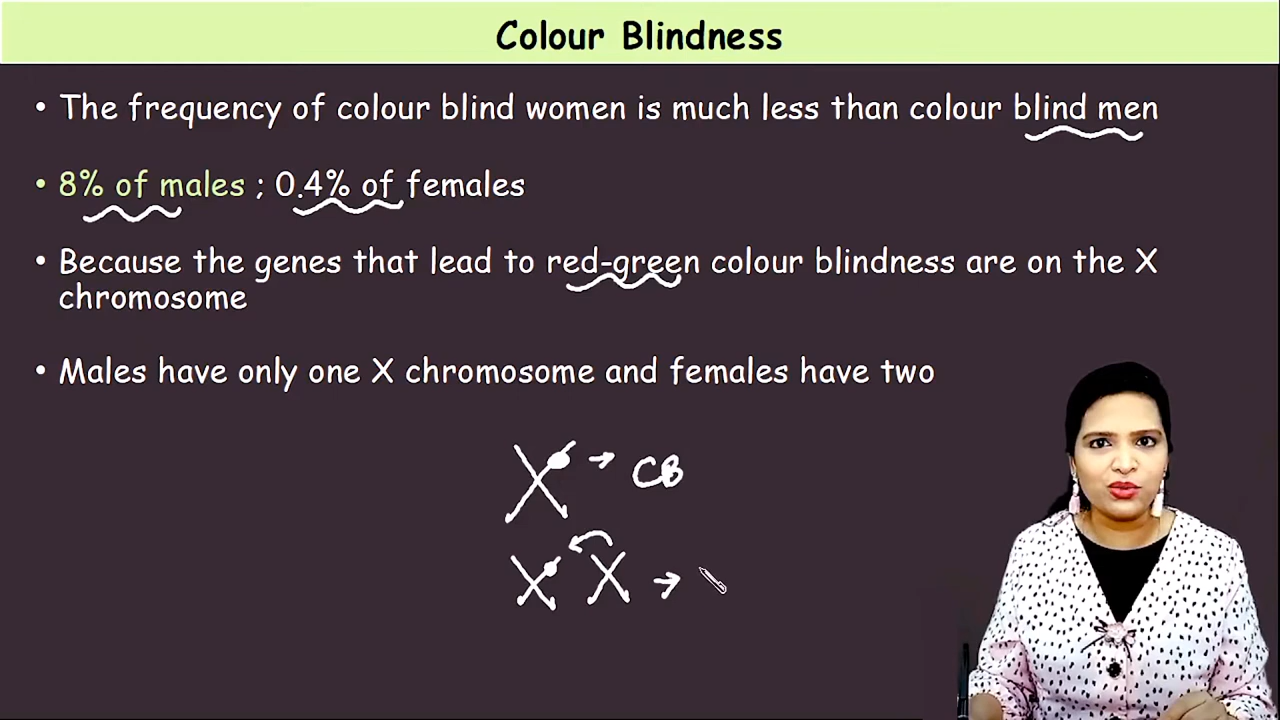 Colour Blindness
• The frequency of colour blind women is much less than colour blind men
• 8% of males ; 0.4% of females
• Because the genes that lead to red-green colour blindness are on the X
chromosome
• Males have only one X chromosome and females have two
X → CB
X X →